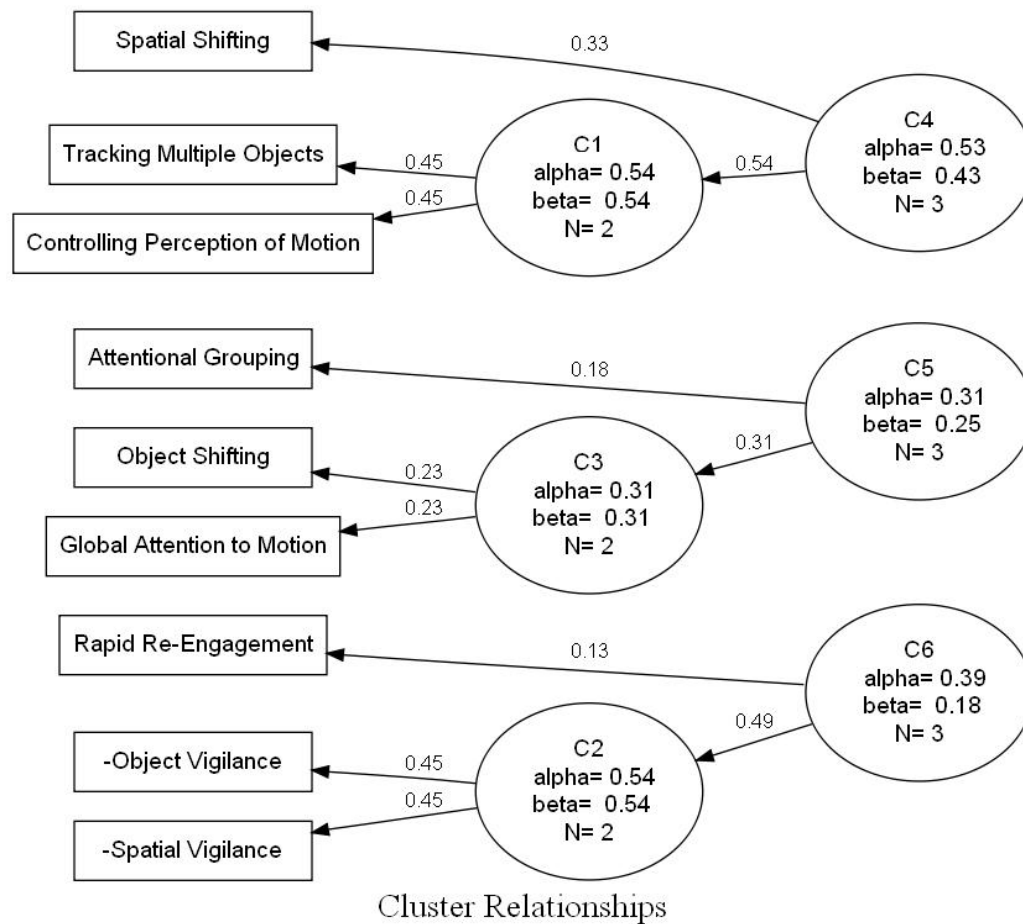 Spatial Shifting
0.33
C4
alpha= 0.53
beta= 0.43
N= 3
Tracking Multiple Objects
0.45
C1
alpha= 0.54
beta= 0.54
N= 2
0.54
0.45
Controlling Perception of Motion
Attentional Grouping
0.18
C5
alpha= 0.31
beta= 0.25
N= 3
Object Shifting
0.23
C3
alpha= 0.31
beta= 0.31
N= 2
0.31
0.23
Global Attention to Motion
Rapid Re-Engagement
0.13
C6
alpha= 0.39
beta= 0.18
N= 3
-Object Vigilance
0.45
C2
alpha= 0.54
beta= 0.54
N= 2
0.49
0.45
-Spatial Vigilance
Cluster Relationships